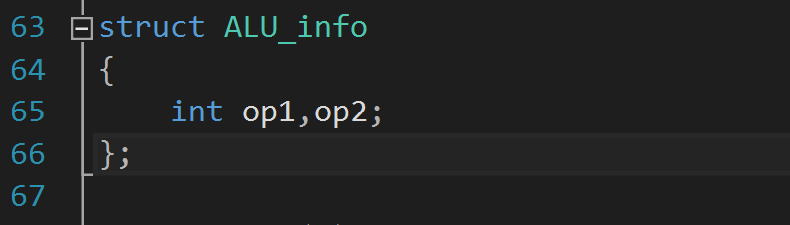 63 struct ALU_info
64 {
65 int op1,op2;
66 };
67